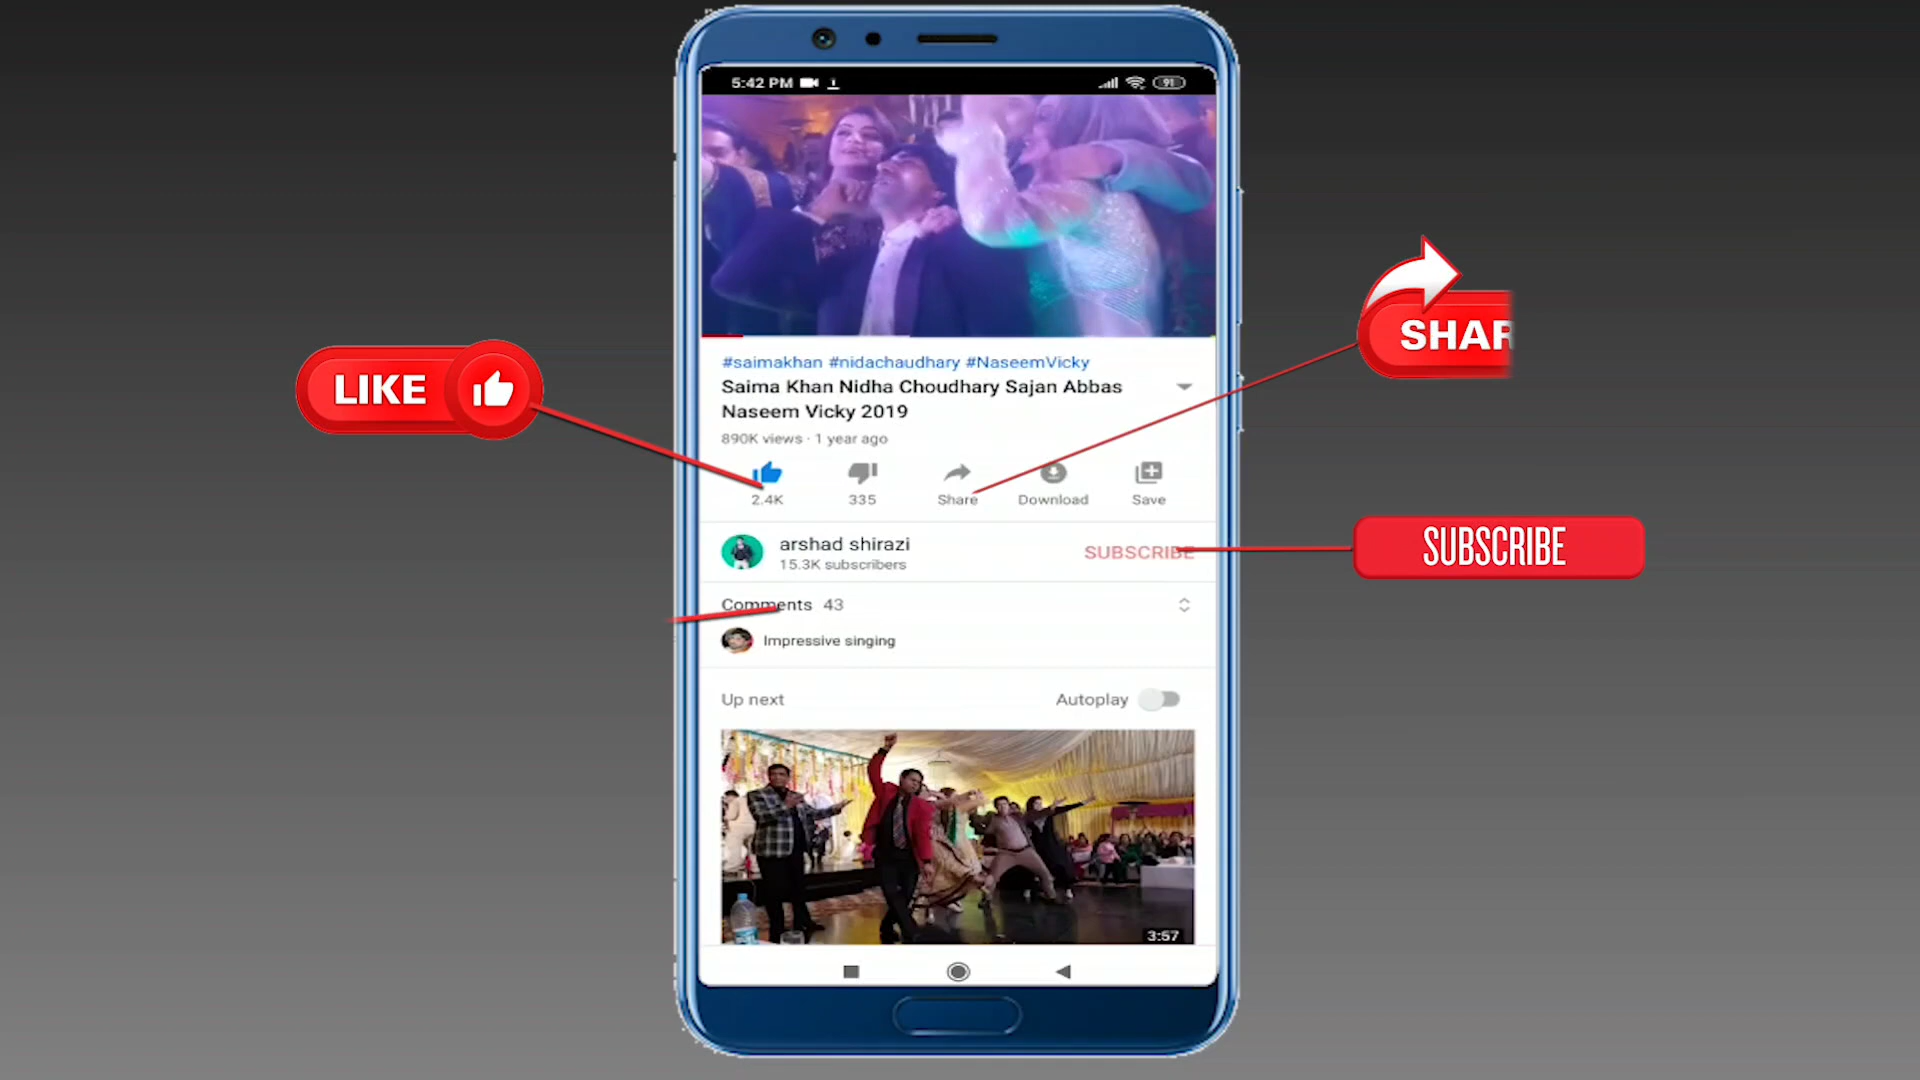 5:42 PM
91
#saimakhan #nidachaudhary #NaseemVicky
Saima Khan Nidha Choudhary Sajan Abbas
Naseem Vicky 2019
890K views · 1 year ago
2.4K
335
Share
Download
Save
arshad shirazi
15.3K subscribers
SUBSCRIBE
Comments 43
Impressive singing
Up next
Autoplay
3:57
LIKE
SHAR
SUBSCRIBE